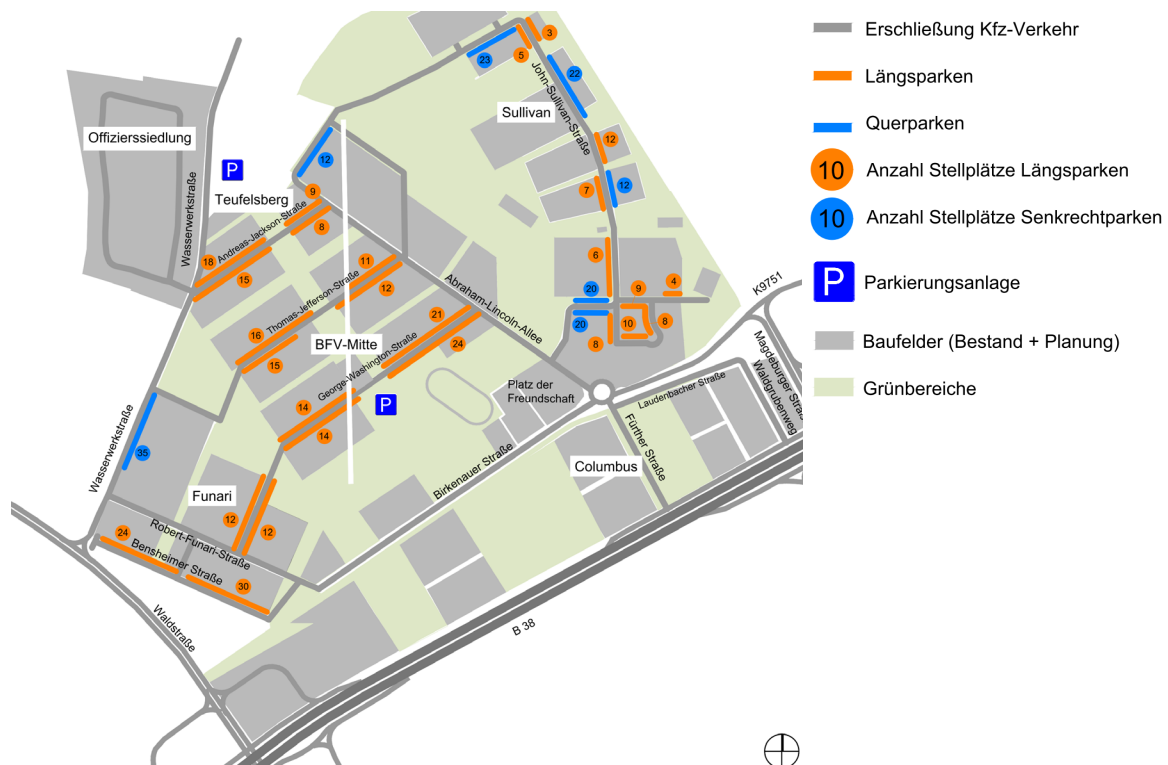 Erschließung Kfz-Verkehr
Längsparken
Querparken
10
Anzahl Stellplätze Längsparken
10
Anzahl Stellplätze Senkrechtparken
P
Parkierungsanlage
Baufelder (Bestand + Planung)
Grünbereiche
3
5
23
22
John-Sullivan-Straße
Sullivan
12
12
7
Offizierssiedlung
Wasserwerkstraße
P
Teufelsberg
12
9
8
Andreas-Jackson-Straße
18
15
11
12
Thomas-Jefferson-Straße
16
15
BFV-Mitte
Abraham-Lincoln-Allee
21
24
George-Washington-Straße
14
14
P
6
4
20
9
20
10
8
8
K9751
Platz der
Freundschaft
Laudenbacher Straße
Magdeburger Straß
Waldgrubenweg
Fürther Straße
Columbus
Birkenauer Straße
Wasserwerkstraße
35
Funari
12
12
24
Robert-Funari-Straße
Bensheimer Straße
30
Waldstraße
B 38